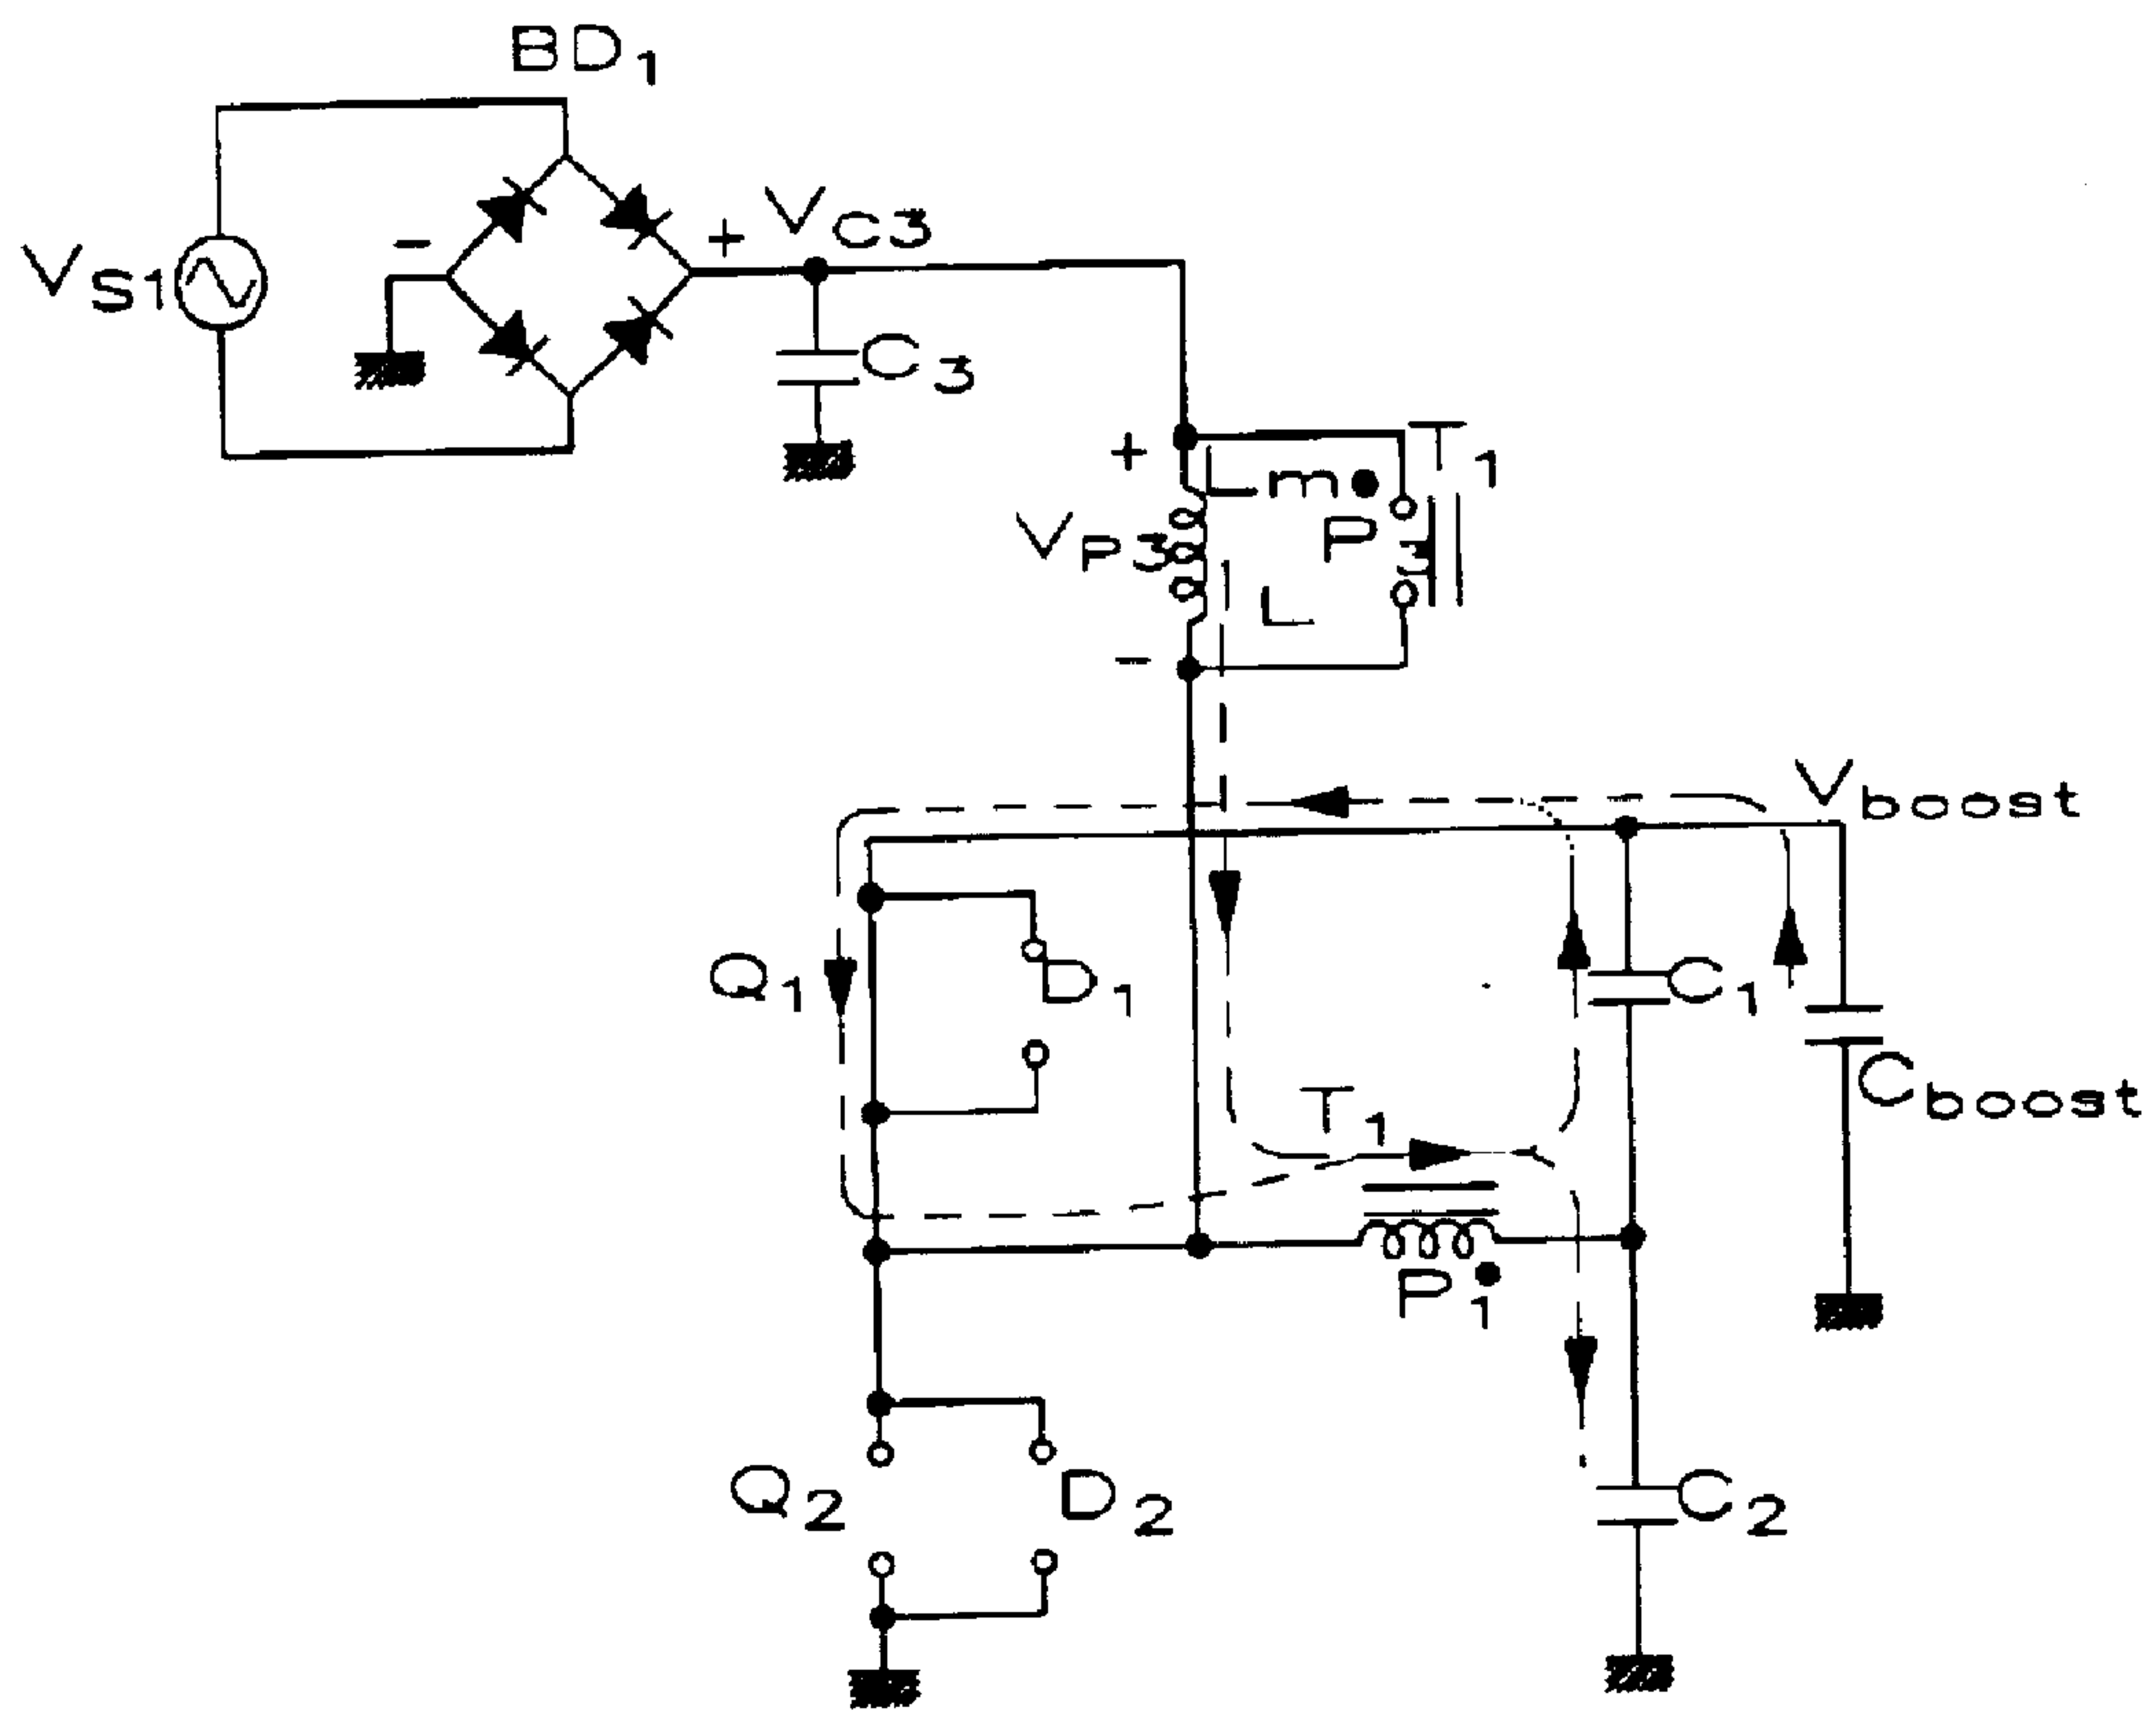 BD1
+ VC3
-
VS1
C3
T1
+
Lm
P3
VP3
L
-
Vboost
Q1
D1
C1
Cboost
T1
P1
Q2
D2
C2